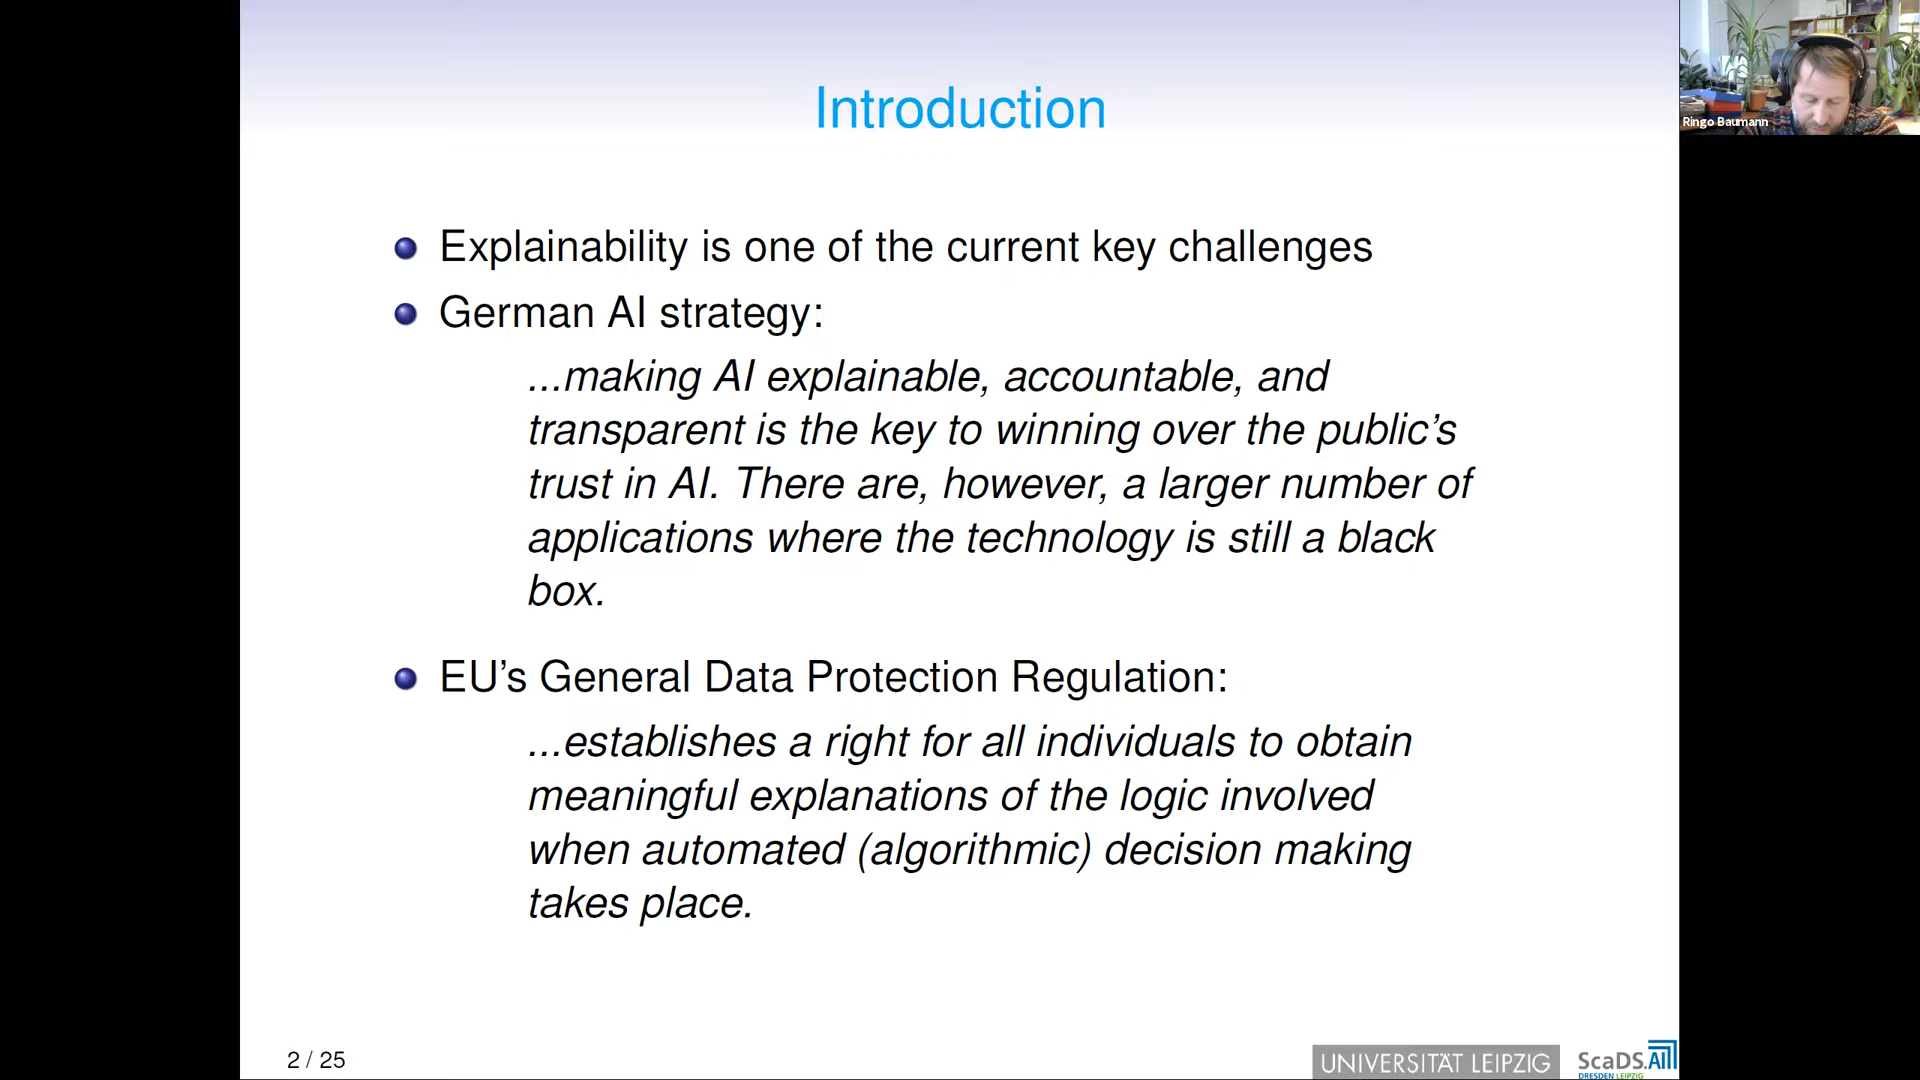 Introduction
Ringo Baumann
Explainability is one of the current key challenges
German AI strategy:
...making AI explainable, accountable, and
transparent is the key to winning over the public’s
trust in AI. There are, however, a larger number of
applications where the technology is still a black
box.
EU’s General Data Protection Regulation:
...establishes a right for all individuals to obtain
meaningful explanations of the logic involved
when automated (algorithmic) decision making
takes place.
2 / 25
UNIVERSITÄT LEIPZIG
ScaDS.AI
DRESDEN LEIPZIG